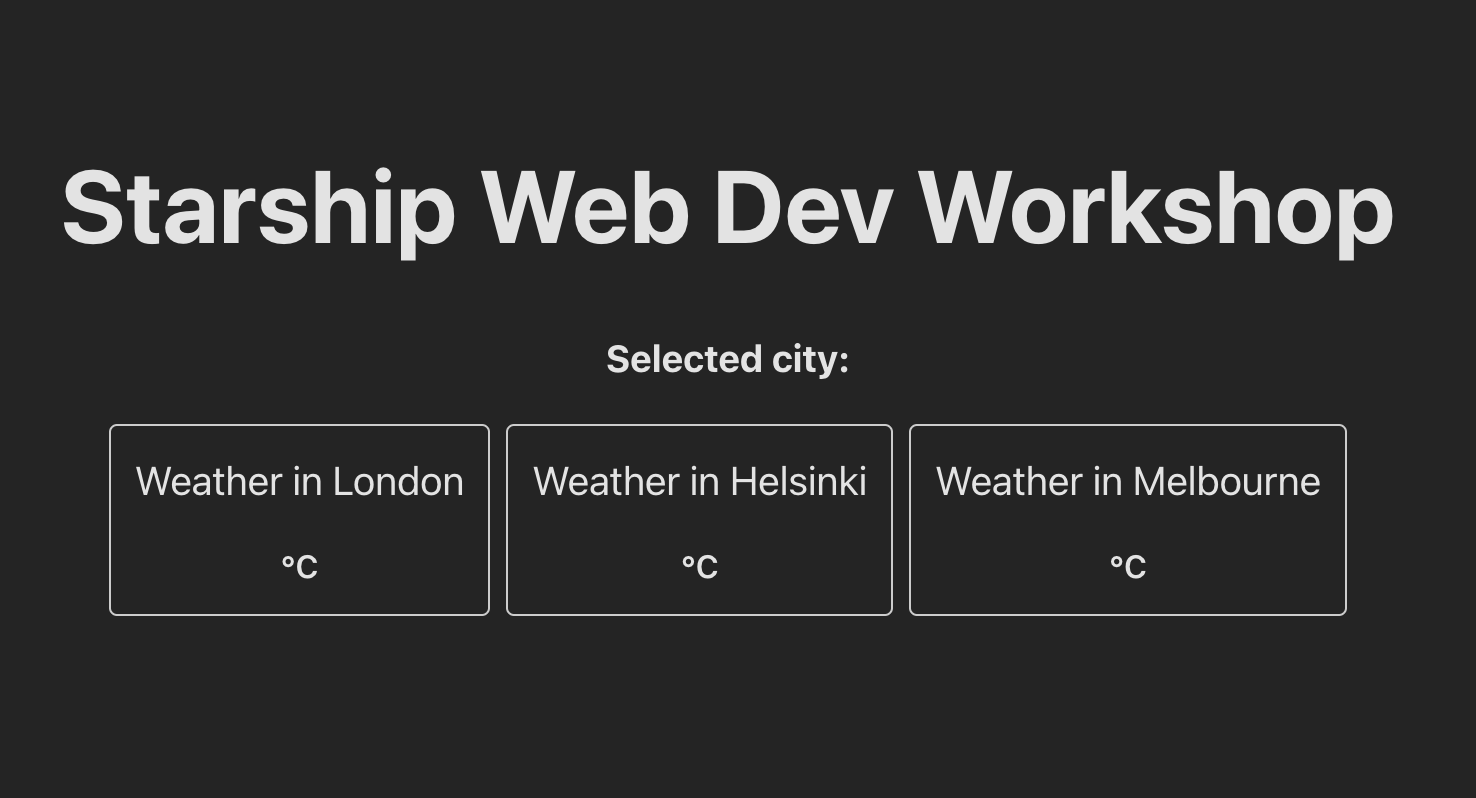 Starship Web Dev Workshop
Selected city:
Weather in London
Weather in Helsinki
Weather in Melbourne
°C
°C
°C